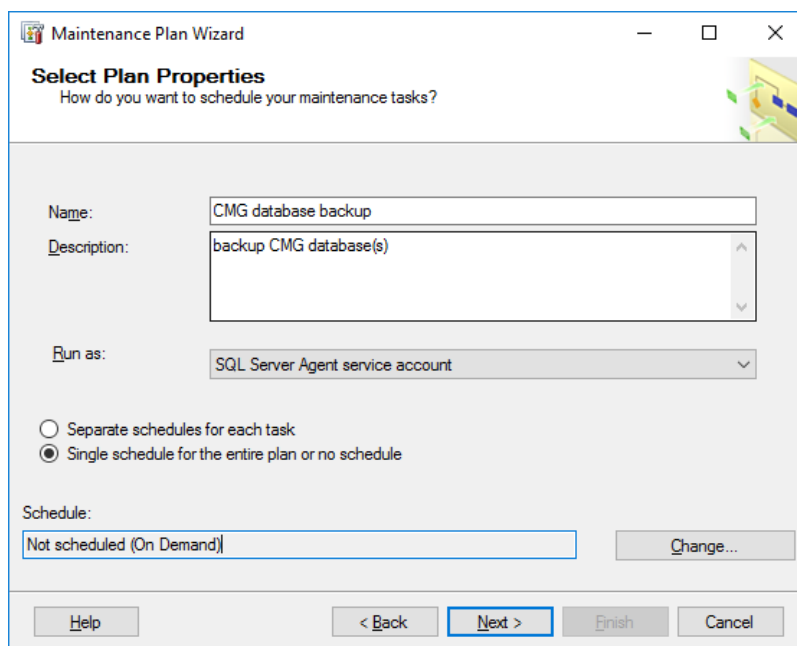 Maintenance Plan Wizard
Select Plan Properties
How do you want to schedule your maintenance tasks?
Name:
CMG database backup
Description:
backup CMG database(s)
Run as:
SQL Server Agent service account
Separate schedules for each task
Single schedule for the entire plan or no schedule
Schedule:
Not scheduled (On Demand)
Change...
Help
< Back
Next >
Finish
Cancel